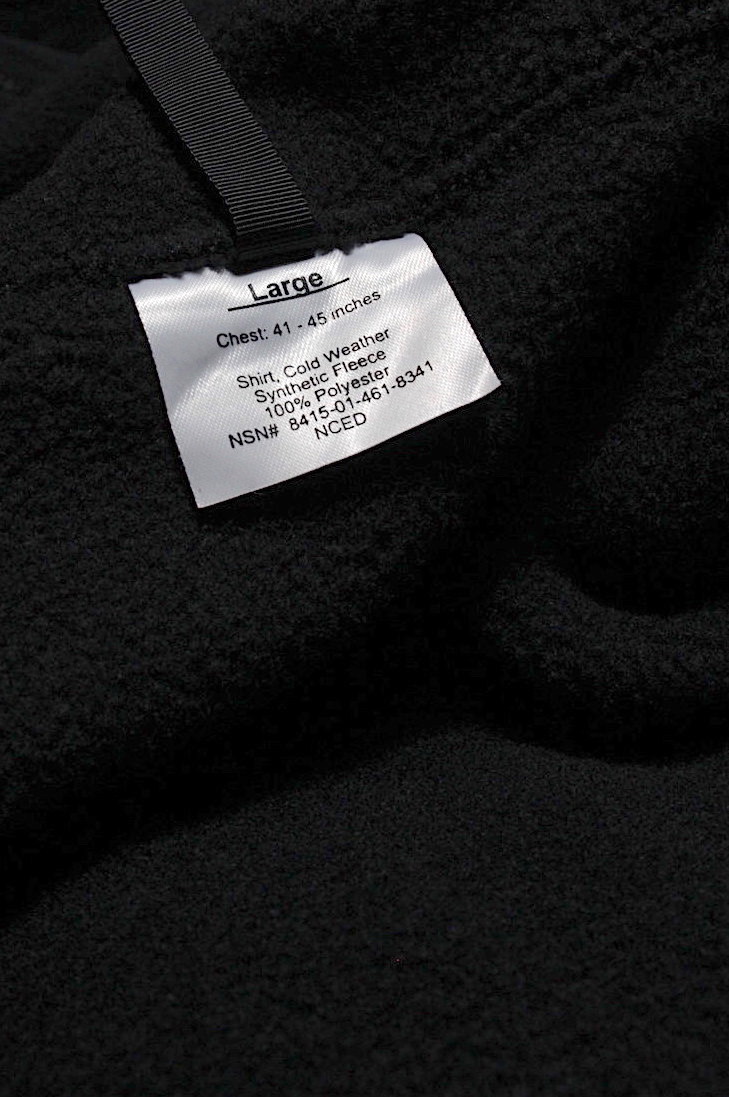 Large
Chest: 41 - 45 inches
Shirt, Cold Weather
Synthetic Fleece
100% Polyester
NSN# 8415-01-461-8341
NCED